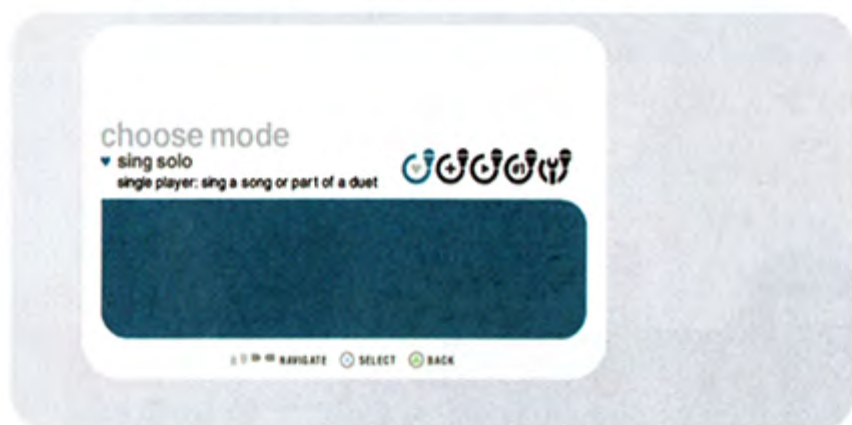 choose mode
sing solo
single player: sing a song or part of a duet
NAVIGATE SELECT BACK